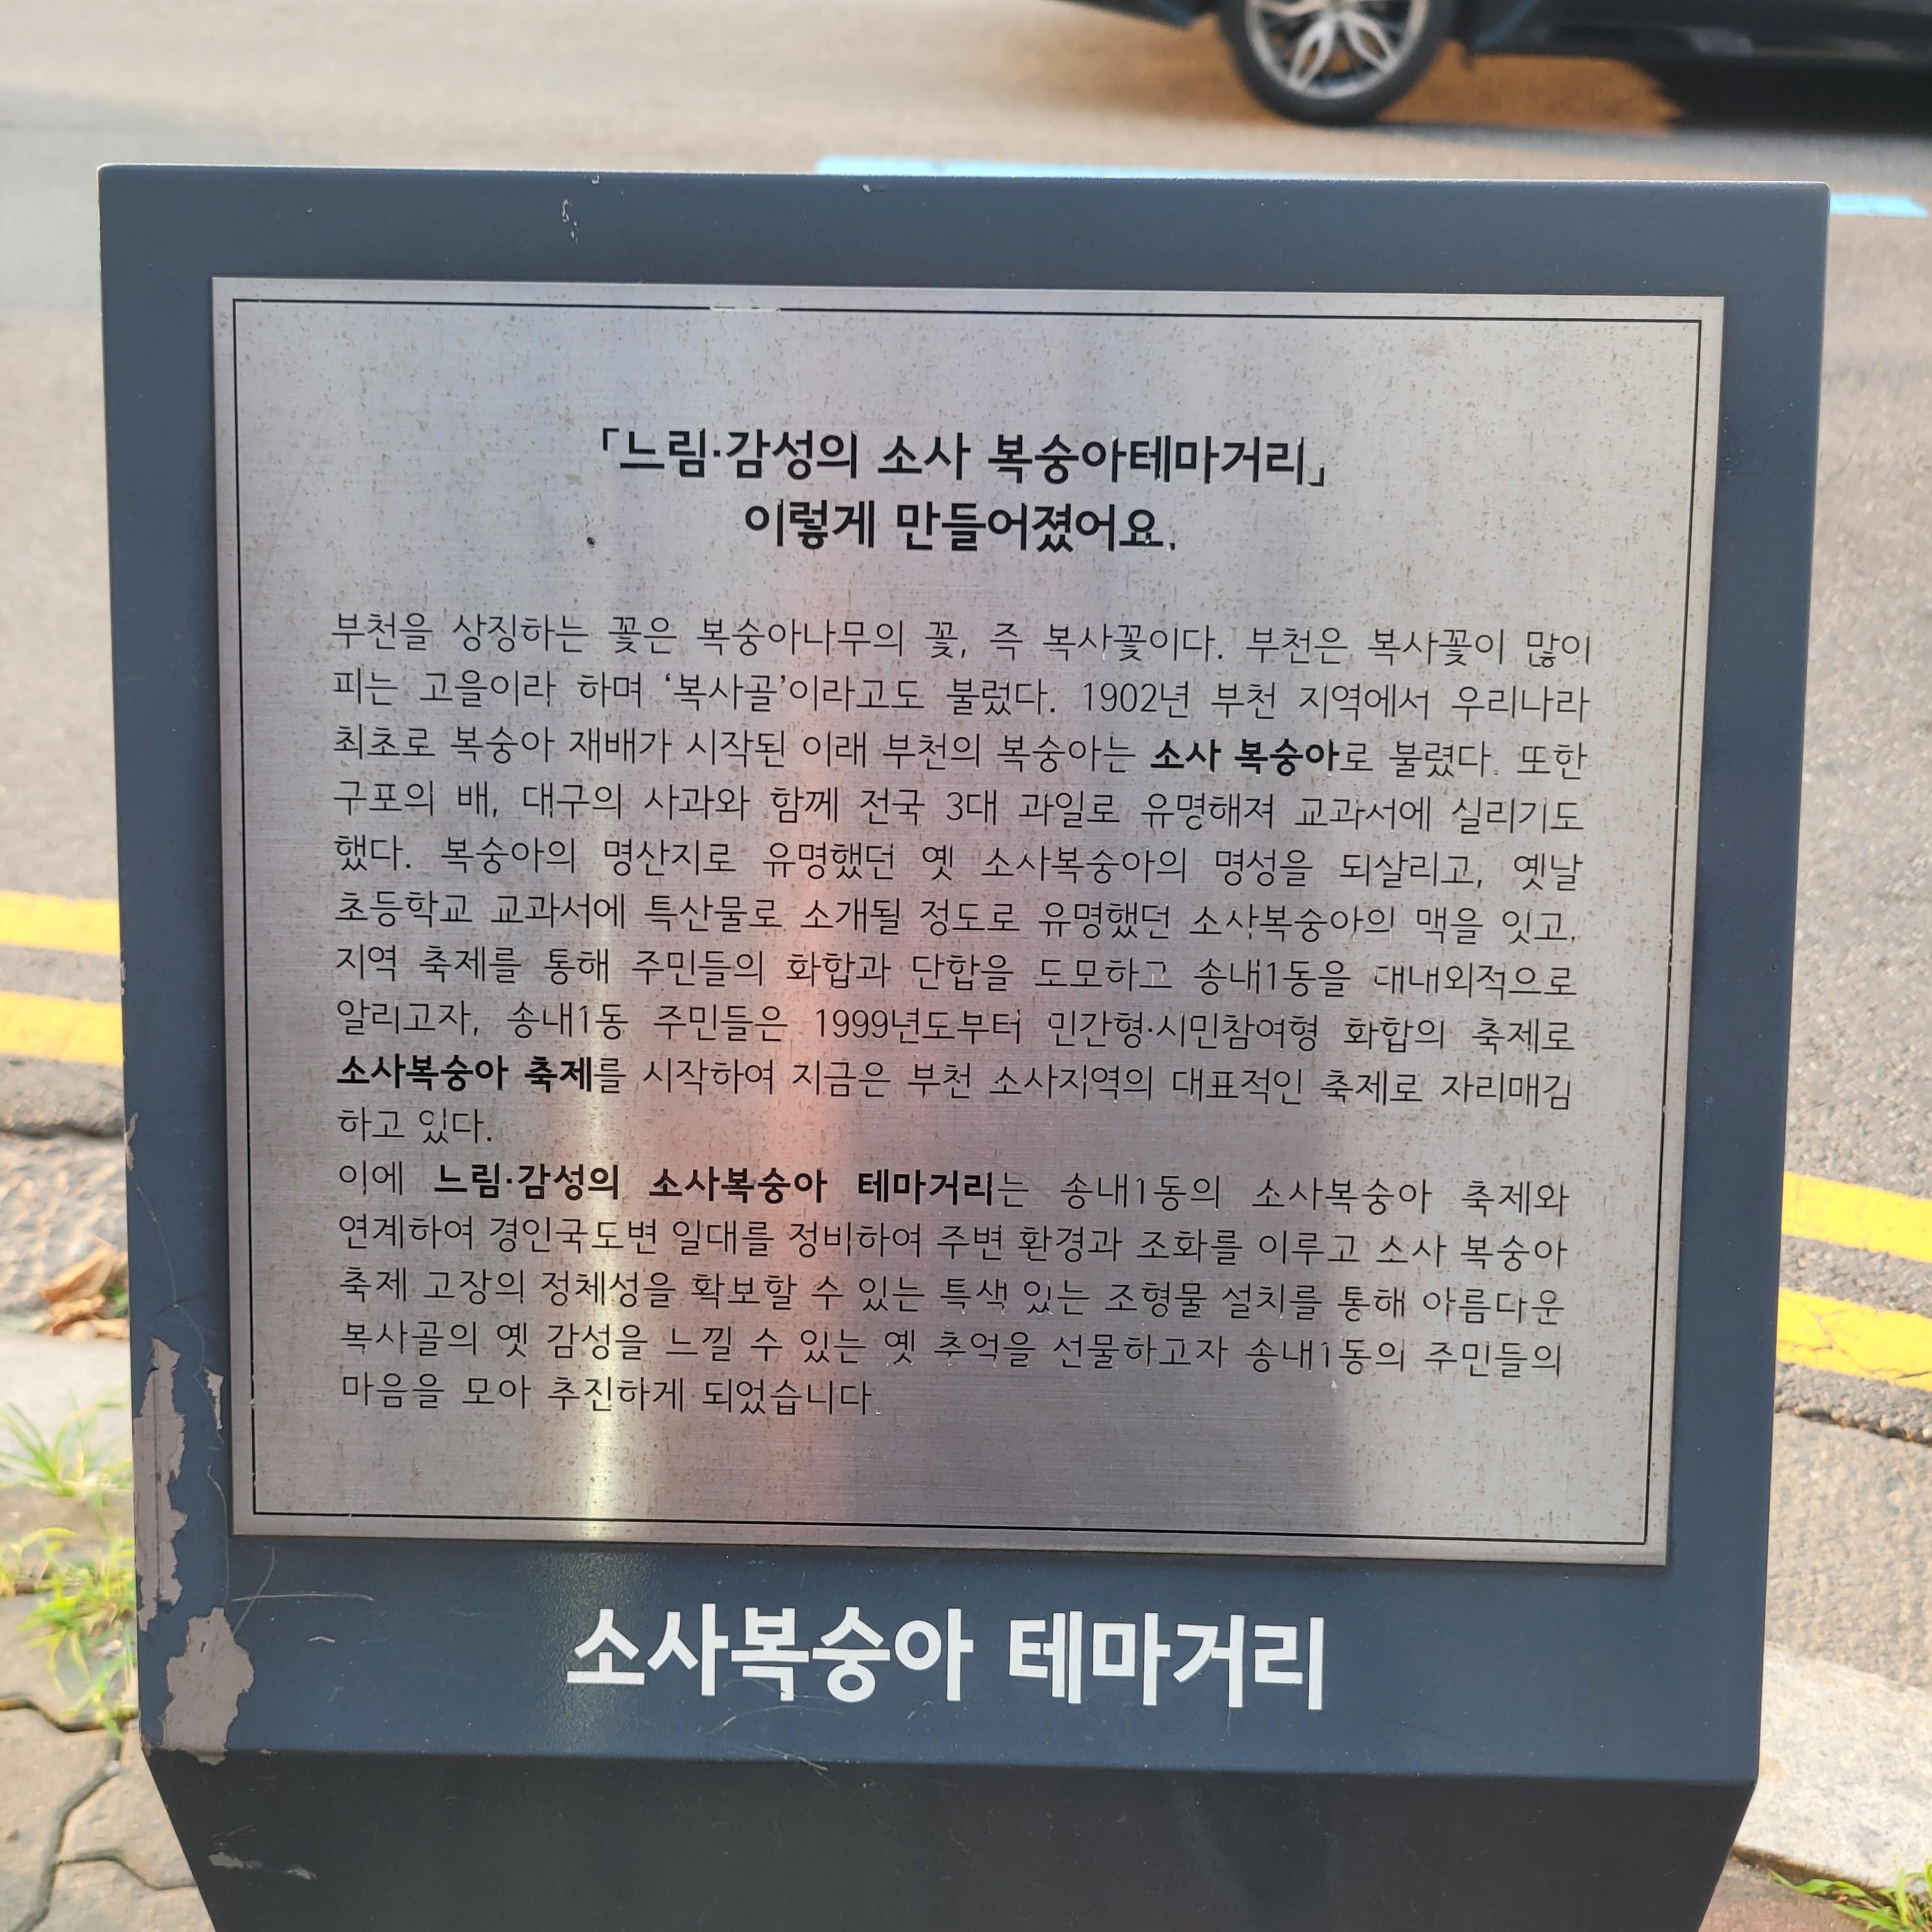 「느림·감성의 소사 복숭아테마거리」
이렇게 만들어졌어요.
부천을 상징하는 꽃은 복숭아나무의 꽃, 즉 복사꽃이다. 부천은 복사꽃이 많이
피는 고을이라 하며 ‘복사골’이라고도 불렀다. 1902년 부천 지역에서 우리나라
최초로 복숭아 재배가 시작된 이래 부천의 복숭아는 소사 복숭아로 불렸다. 또한
구포의 배, 대구의 사과와 함께 전국 3대 과일로 유명해져 교과서에 실리기도
했다. 복숭아의 명산지로 유명했던 옛 소사복숭아의 명성을 되살리고, 옛날
초등학교 교과서에 특산물로 소개될 정도로 유명했던 소사복숭아의 맥을 잇고,
지역 축제를 통해 주민들의 화합과 단합을 도모하고 송내1동을 대내외적으로
알리고자, 송내1동 주민들은 1999년도부터 민간형·시민참여형 화합의 축제로
소사복숭아 축제를 시작하여 지금은 부천 소사지역의 대표적인 축제로 자리매김
하고 있다.
이에 느림·감성의 소사복숭아 테마거리는 송내1동의 소사복숭아 축제와
연계하여 경인국도변 일대를 정비하여 주변 환경과 조화를 이루고 소사 복숭아
축제 고장의 정체성을 확보할 수 있는 특색 있는 조형물 설치를 통해 아름다운
복사골의 옛 감성을 느낄 수 있는 옛 추억을 선물하고자 송내1동의 주민들의
마음을 모아 추진하게 되었습니다.
소사복숭아 테마거리